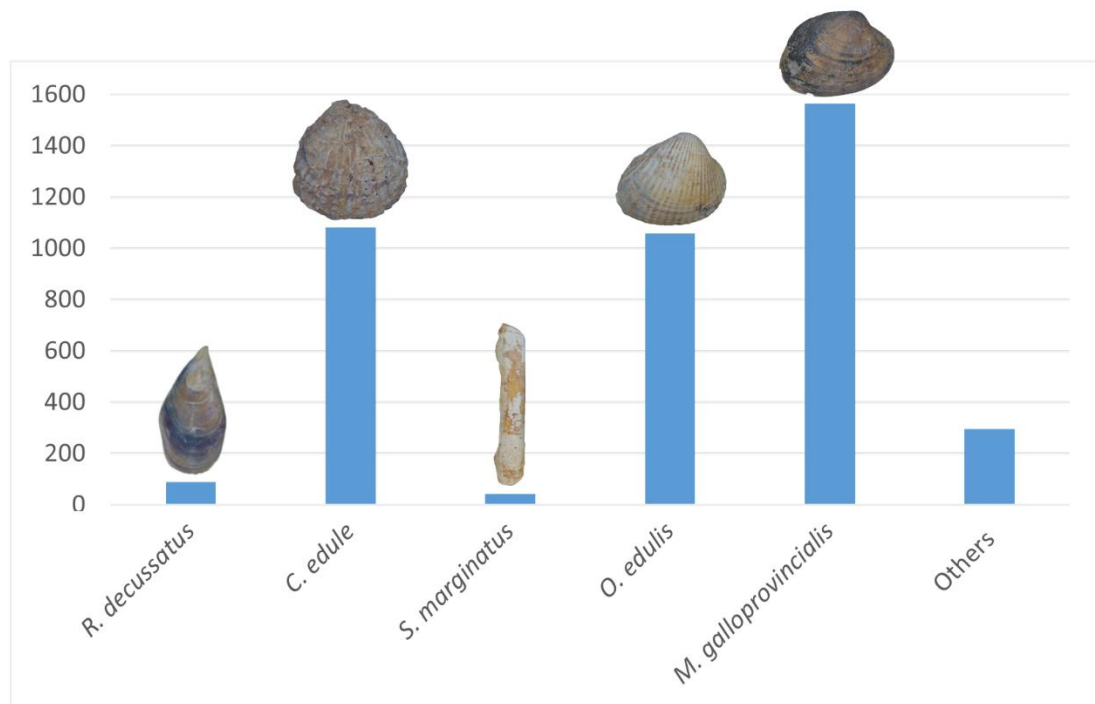 1600
1400
1200
1000
800
600
400
200
0
R. decussatus
C. edule
S. marginatus
O. edulis
M. galloprovincialis
Others